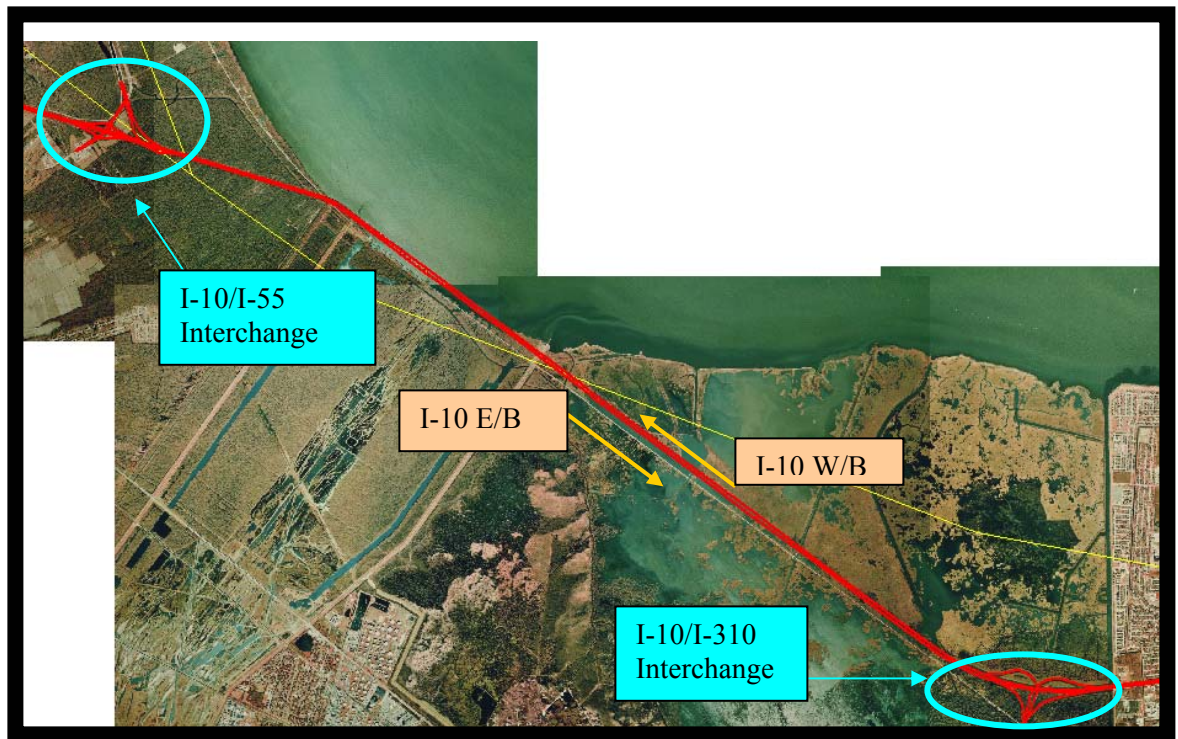 I-10/I-55
Interchange
I-10 E/B
I-10 W/B
I-10/I-310
Interchange